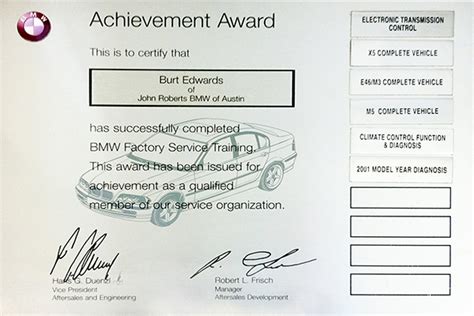 BMW
Achievement Award
This is to certify that
Burt Edwards
of
John Roberts BMW of Austin
has successfully completed
BMW Factory Service Training.
This award has been issued for
achievement as a qualified
member of our service organization.
Hans G. Duenzl
Vice President
Aftersales and Engineering
Robert L. Frisch
Manager
Aftersales Development
ELECTRONIC TRANSMISSION
CONTROL
X5 COMPLETE VEHICLE
E46/M3 COMPLETE VEHICLE
M5 COMPLETE VEHICLE
CLIMATE CONTROL FUNCTION
& DIAGNOSIS
2001 MODEL YEAR DIAGNOSIS